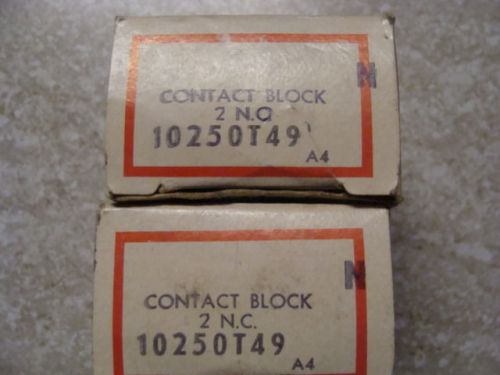 N
CONTACT BLOCK
2 N.C.
10250T49
A4
N
CONTACT BLOCK
2 N.C.
10250T49
A4